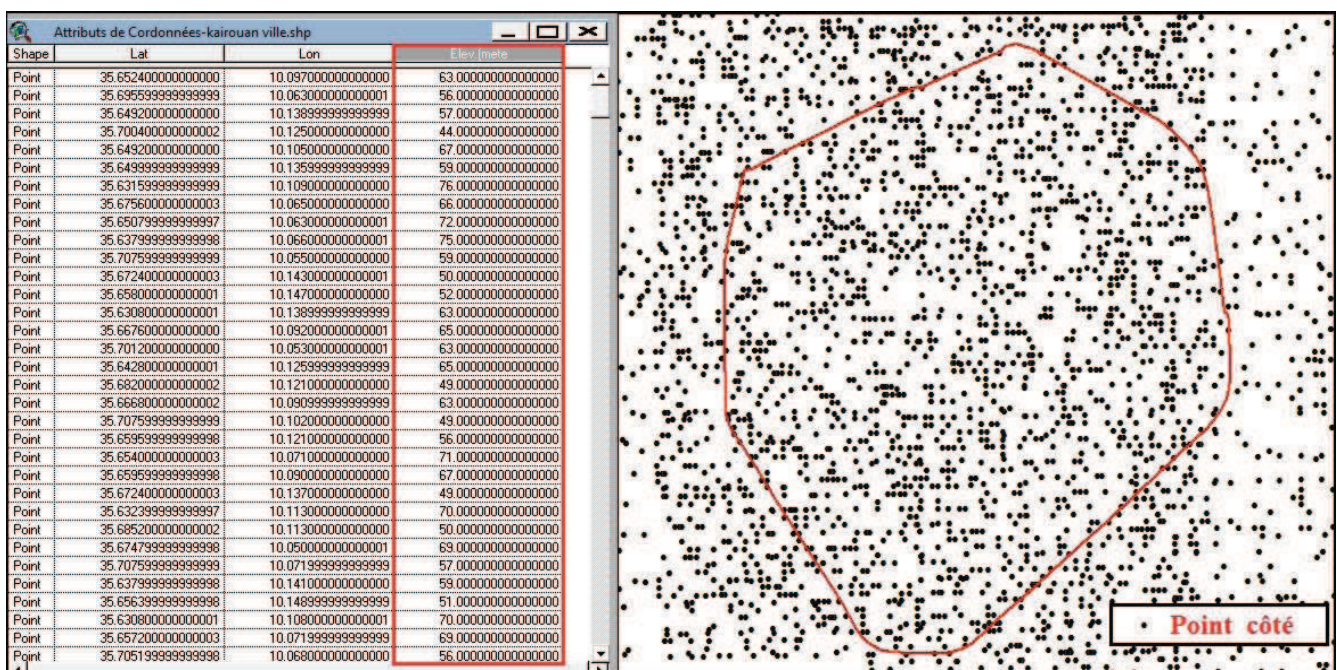 Attributs de Cordonnées-kairouan ville.shp
Shape Lat Lon Elev (mete
Point 35.652400000000000 10.097000000000000 63.000000000000000
Point 35.695599999999999 10.063000000000001 56.000000000000000
Point 35.649200000000000 10.138999999999999 57.000000000000000
Point 35.700400000000002 10.125000000000000 44.000000000000000
Point 35.649200000000000 10.105000000000000 67.000000000000000
Point 35.649999999999999 10.135999999999999 59.000000000000000
Point 35.631599999999999 10.109000000000000 76.000000000000000
Point 35.675600000000003 10.065000000000000 66.000000000000000
Point 35.650799999999997 10.063000000000001 72.000000000000000
Point 35.637999999999998 10.066000000000001 75.000000000000000
Point 35.707599999999999 10.055000000000000 59.000000000000000
Point 35.672400000000003 10.143000000000001 50.000000000000000
Point 35.658000000000001 10.147000000000000 52.000000000000000
Point 35.630800000000001 10.138999999999999 63.000000000000000
Point 35.667600000000000 10.092000000000001 65.000000000000000
Point 35.701200000000000 10.053000000000001 63.000000000000000
Point 35.642800000000001 10.125999999999999 65.000000000000000
Point 35.682000000000002 10.121000000000000 49.000000000000000
Point 35.666800000000002 10.090999999999999 63.000000000000000
Point 35.707599999999999 10.102000000000000 49.000000000000000
Point 35.659599999999998 10.121000000000000 56.000000000000000
Point 35.654000000000003 10.071000000000000 71.000000000000000
Point 35.659599999999998 10.090000000000000 67.000000000000000
Point 35.672400000000003 10.137000000000000 49.000000000000000
Point 35.632399999999997 10.113000000000000 70.000000000000000
Point 35.685200000000002 10.113000000000000 50.000000000000000
Point 35.674799999999998 10.050000000000001 69.000000000000000
Point 35.707599999999999 10.071999999999999 57.000000000000000
Point 35.637999999999998 10.141000000000000 59.000000000000000
Point 35.656399999999998 10.148999999999999 51.000000000000000
Point 35.630800000000001 10.108000000000001 70.000000000000000
Point 35.657200000000003 10.071999999999999 69.000000000000000
Point 35.705199999999998 10.068000000000000 56.000000000000000
Point côté